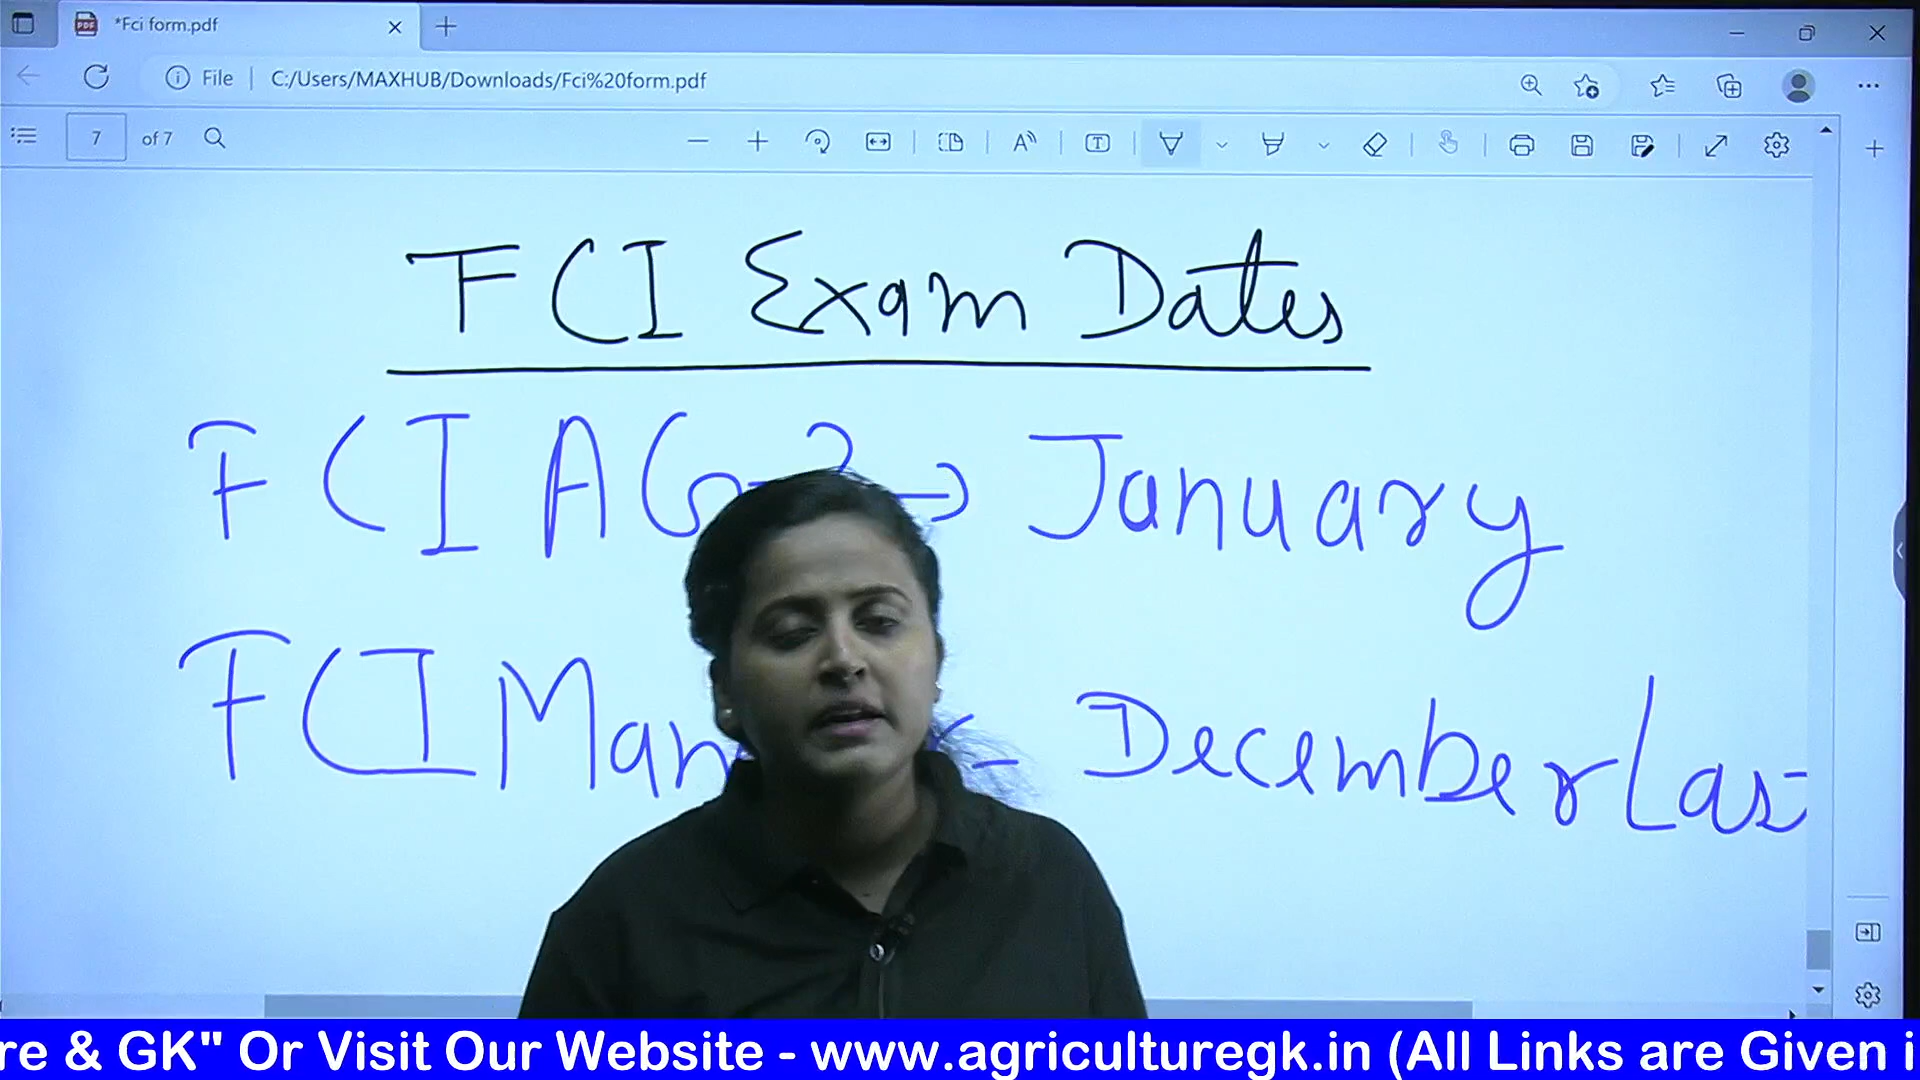 *Fci form.pdf
File C:/Users/MAXHUB/Downloads/Fci%20form.pdf
7 of 7
FCI Exam Dates
FCI AG- → January
FCI December Las
re & GK" Or Visit Our Website - www.agriculturegk.in (All Links are Given i